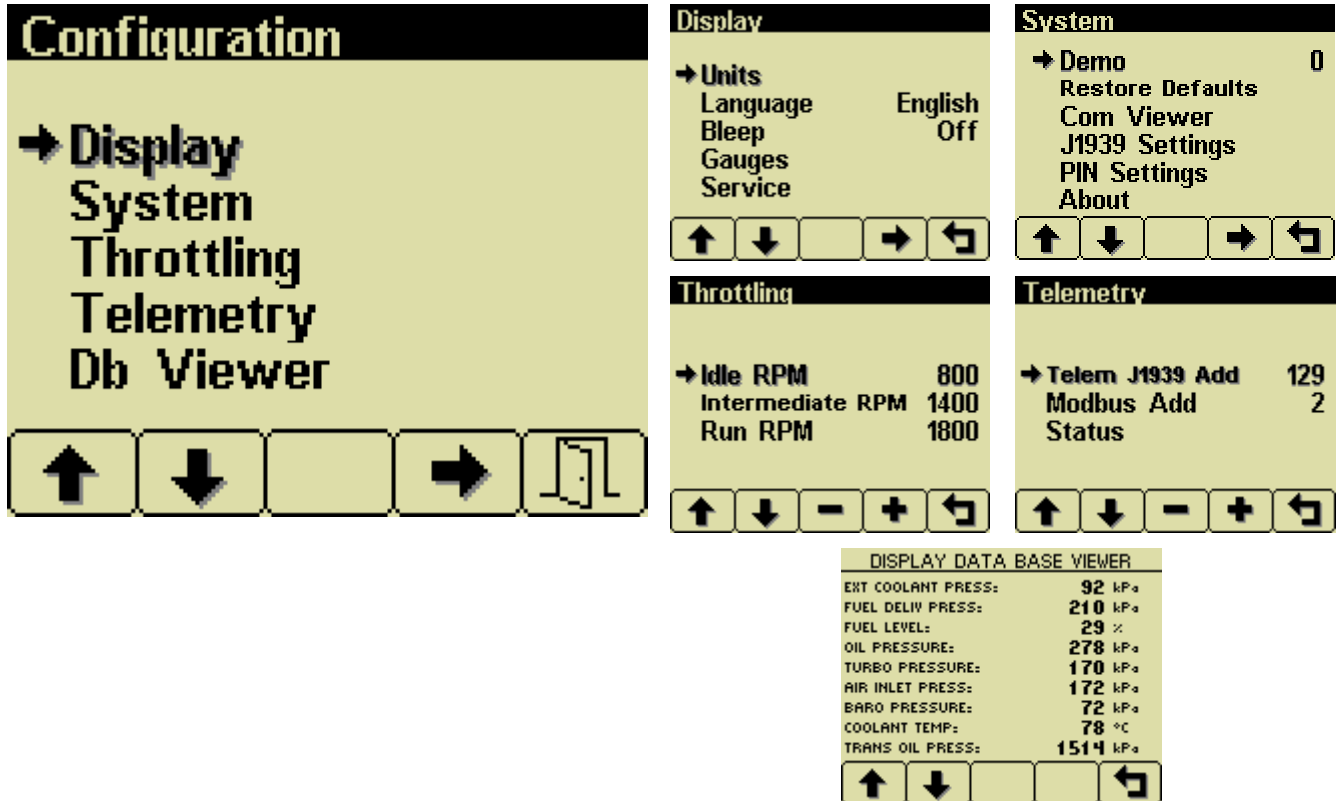 Configuration
Display
System
Throttling
Telemetry
Db Viewer
Display
Units
Language English
Bleep Off
Gauges
Service
System
Demo 0
Restore Defaults
Com Viewer
J1939 Settings
PIN Settings
About
Throttling
Idle RPM 800
Intermediate RPM 1400
Run RPM 1800
Telemetry
Telem J1939 Add 129
Modbus Add 2
Status
DISPLAY DATA BASE VIEWER
EXT COOLANT PRESS: 92 kPa
FUEL DELIV PRESS: 210 kPa
FUEL LEVEL: 29 %
OIL PRESSURE: 278 kPa
TURBO PRESSURE: 170 kPa
AIR INLET PRESS: 172 kPa
BARO PRESSURE: 72 kPa
COOLANT TEMP: 78 °C
TRANS OIL PRESS: 1514 kPa